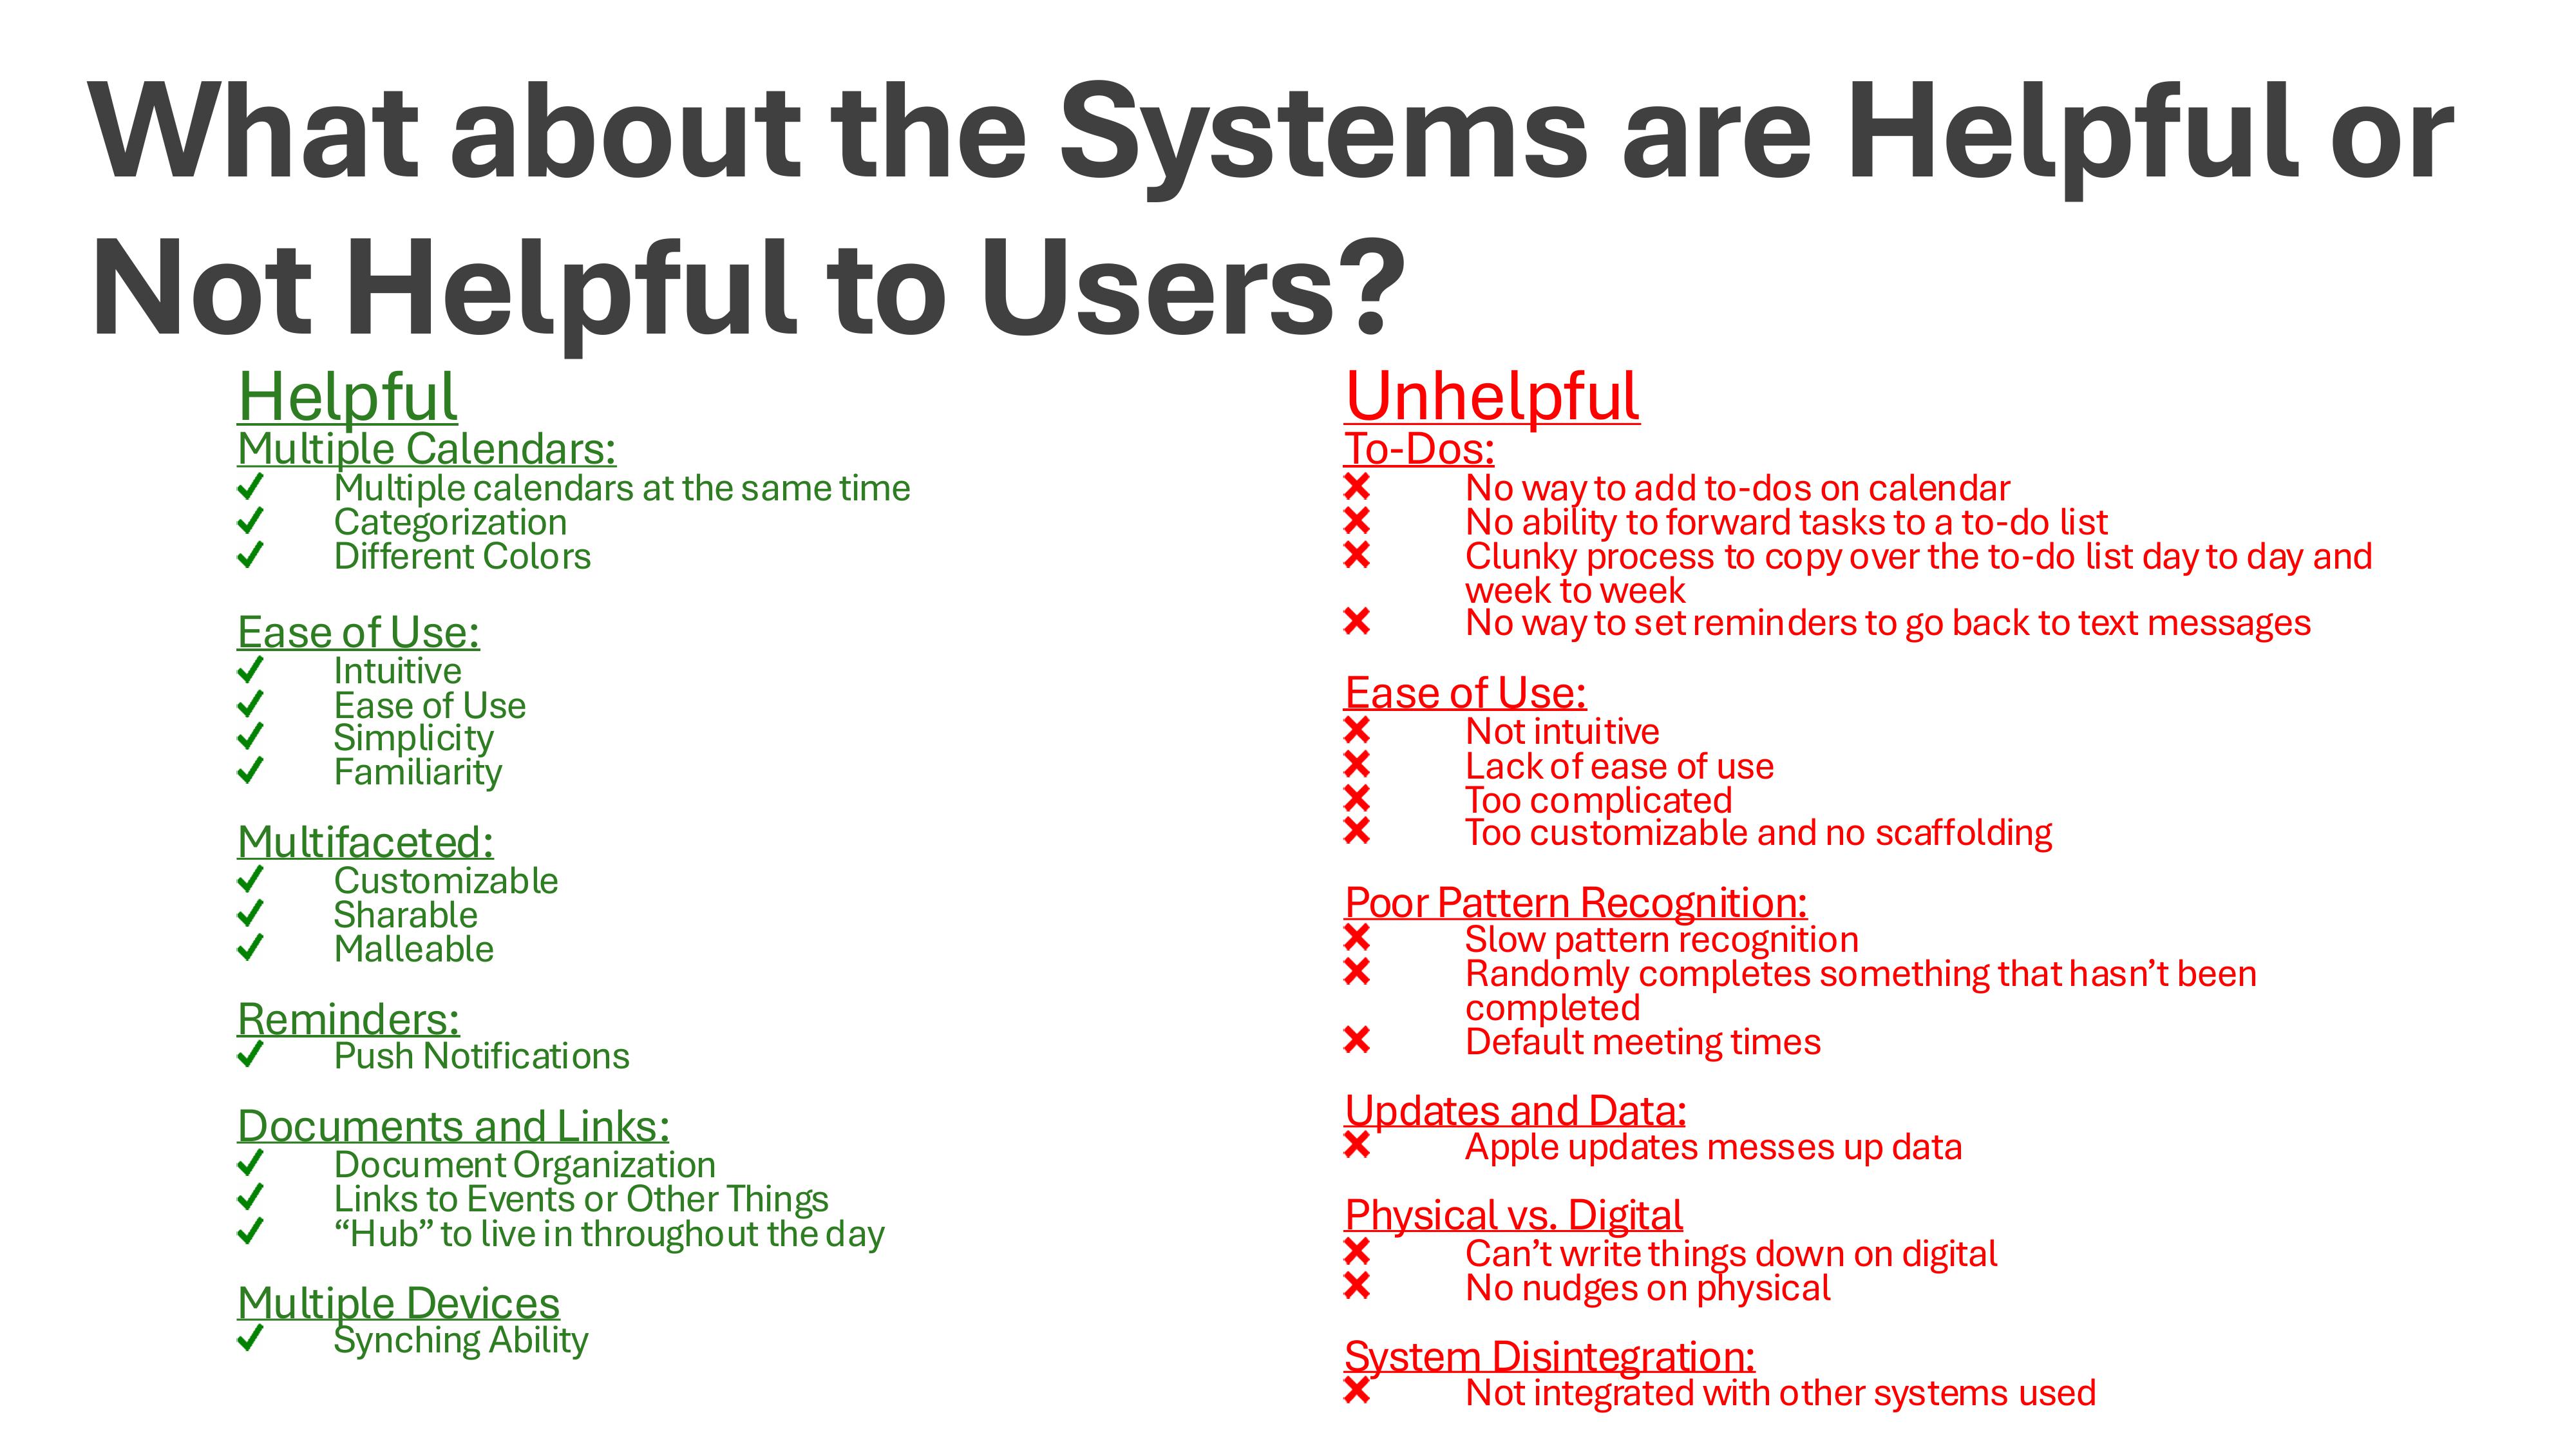 What about the Systems are Helpful or
Not Helpful to Users?
Helpful
Multiple Calendars:
✓ Multiple calendars at the same time
✓ Categorization
✓ Different Colors
Ease of Use:
✓ Intuitive
✓ Ease of Use
✓ Simplicity
✓ Familiarity
Multifaceted:
✓ Customizable
✓ Sharable
✓ Malleable
Reminders:
✓ Push Notifications
Documents and Links:
✓ Document Organization
✓ Links to Events or Other Things
✓ “Hub” to live in throughout the day
Multiple Devices
✓ Synching Ability
Unhelpful
To-Dos:
✗ No way to add to-dos on calendar
✗ No ability to forward tasks to a to-do list
✗ Clunky process to copy over the to-do list day to day and
week to week
✗ No way to set reminders to go back to text messages
Ease of Use:
✗ Not intuitive
✗ Lack of ease of use
✗ Too complicated
✗ Too customizable and no scaffolding
Poor Pattern Recognition:
✗ Slow pattern recognition
✗ Randomly completes something that hasn’t been
completed
✗ Default meeting times
Updates and Data:
✗ Apple updates messes up data
Physical vs. Digital
✗ Can’t write things down on digital
✗ No nudges on physical
System Disintegration:
✗ Not integrated with other systems used